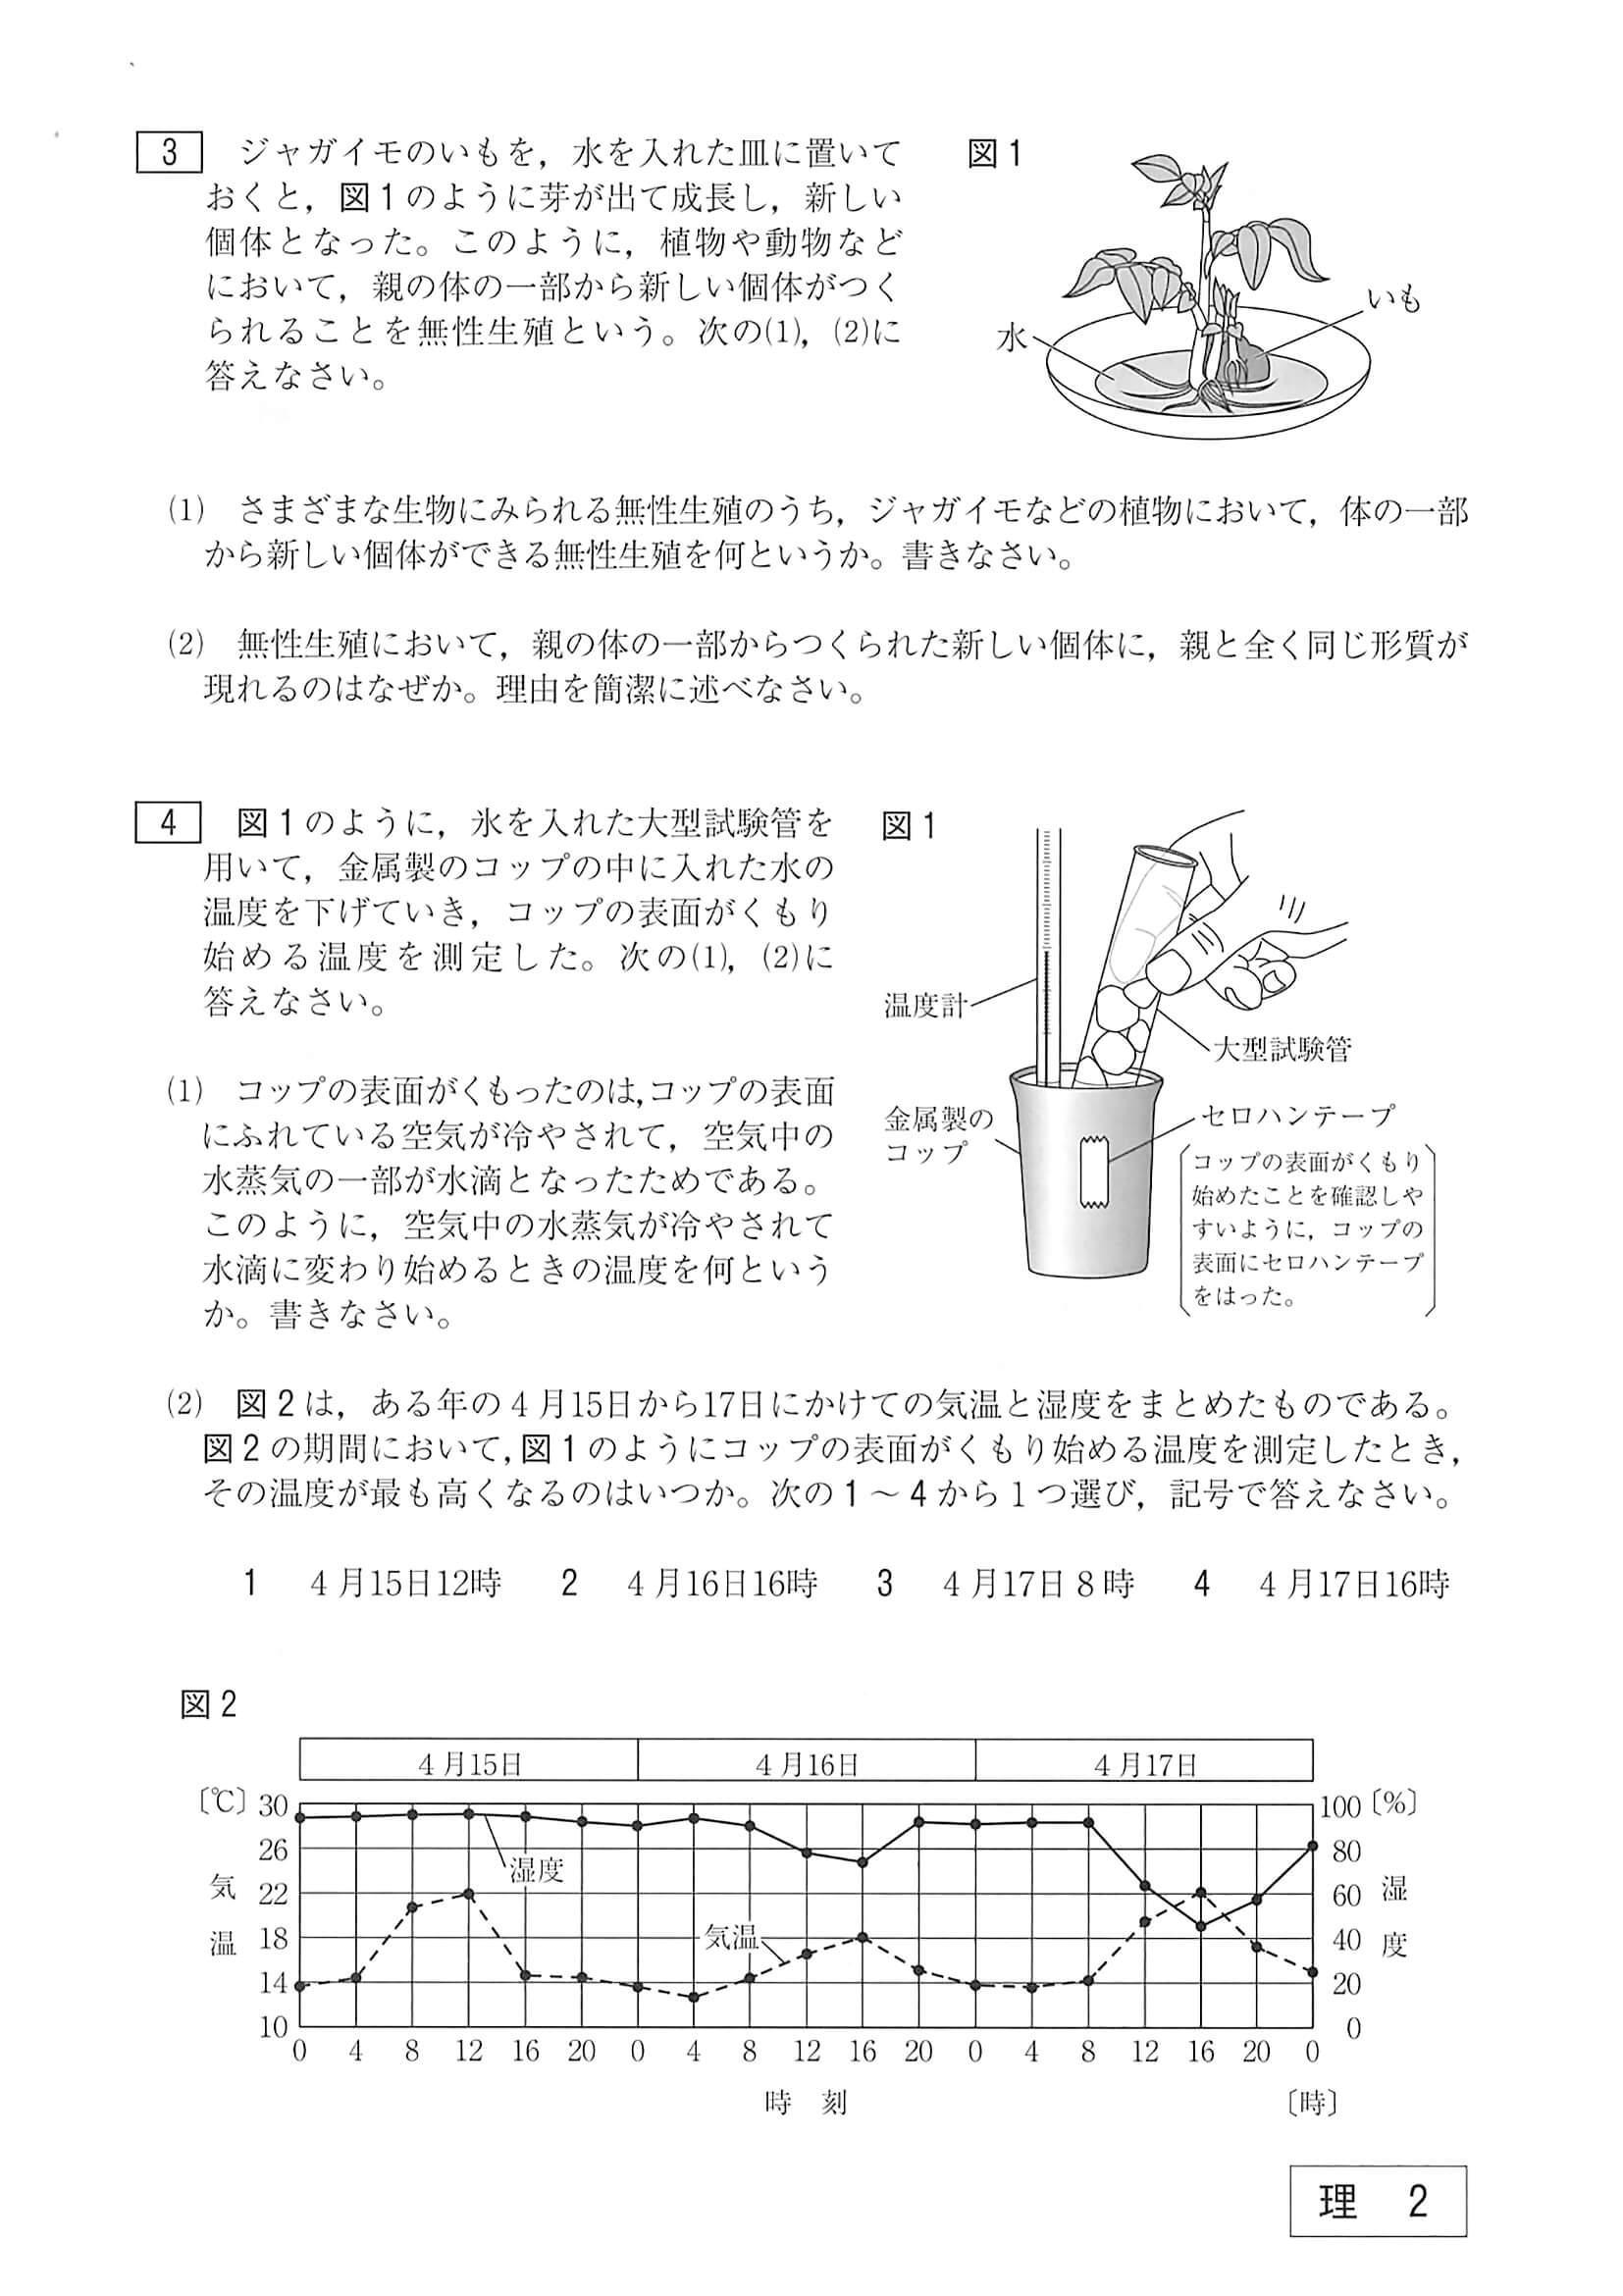 3 ジャガイモのいもを，水を入れた皿に置いて
おくと，図1のように芽が出て成長し，新しい
個体となった。このように，植物や動物など
において，親の体の一部から新しい個体がつく
られることを無性生殖という。次の(1)，(2)に
答えなさい。
図1
水
いも
(1) さまざまな生物にみられる無性生殖のうち，ジャガイモなどの植物において，体の一部
から新しい個体ができる無性生殖を何というか。書きなさい。
(2) 無性生殖において，親の体の一部からつくられた新しい個体に，親と全く同じ形質が
現れるのはなぜか。理由を簡潔に述べなさい。
4 図1のように，氷を入れた大型試験管を
用いて，金属製のコップの中に入れた水の
温度を下げていき，コップの表面がくもり
始める温度を測定した。次の(1)，(2)に
答えなさい。
(1) コップの表面がくもったのは，コップの表面
にふれている空気が冷やされて，空気中の
水蒸気の一部が水滴となったためである。
このように，空気中の水蒸気が冷やされて
水滴に変わり始めるときの温度を何という
か。書きなさい。
図1
温度計
大型試験管
金属製の
コップ
セロハンテープ
コップの表面がくもり
始めたことを確認しや
すいように，コップの
表面にセロハンテープ
をはった。
(2) 図2は，ある年の4月15日から17日にかけての気温と湿度をまとめたものである。
図2の期間において，図1のようにコップの表面がくもり始める温度を測定したとき，
その温度が最も高くなるのはいつか。次の1～4から1つ選び，記号で答えなさい。
1 4月15日12時 2 4月16日16時 3 4月17日8時 4 4月17日16時
図2
4月15日 4月16日 4月17日
〔℃〕 30 100 〔%〕
26 80
気 22 60 湿
温 18 40 度
14 20
10 0
湿度
気温
0 4 8 12 16 20 0 4 8 12 16 20 0 4 8 12 16 20 0
時 刻 〔時〕
理 2